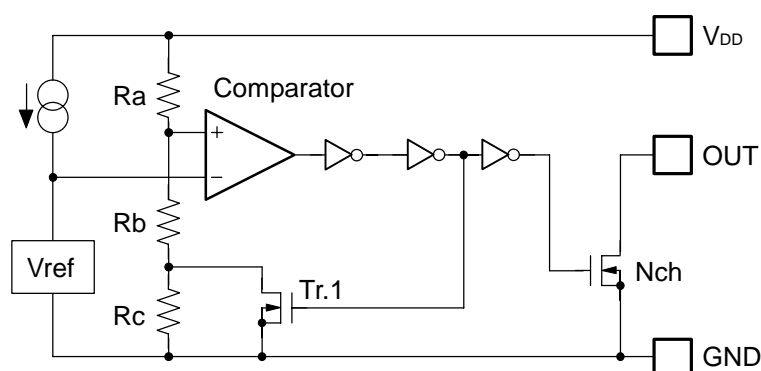 VDD
Ra
Comparator
+
−
OUT
Rb
Vref
Tr.1
Nch
Rc
GND